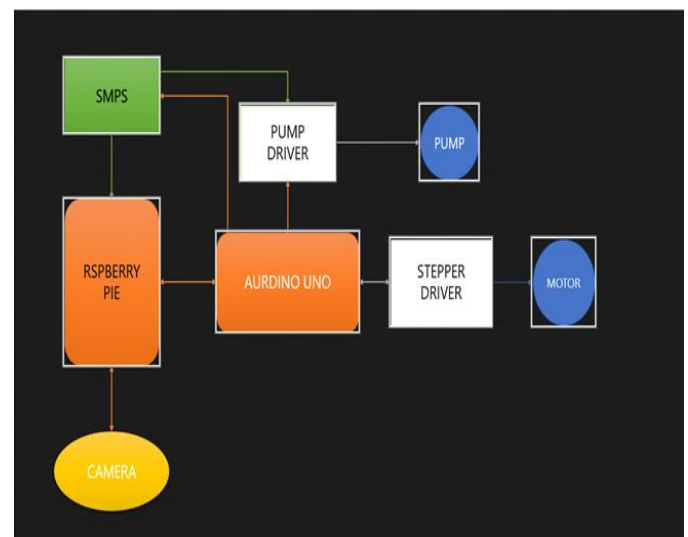 SMPS
PUMP
DRIVER
PUMP
RSPBERRY
PIE
AURDINO UNO
STEPPER
DRIVER
MOTOR
CAMERA